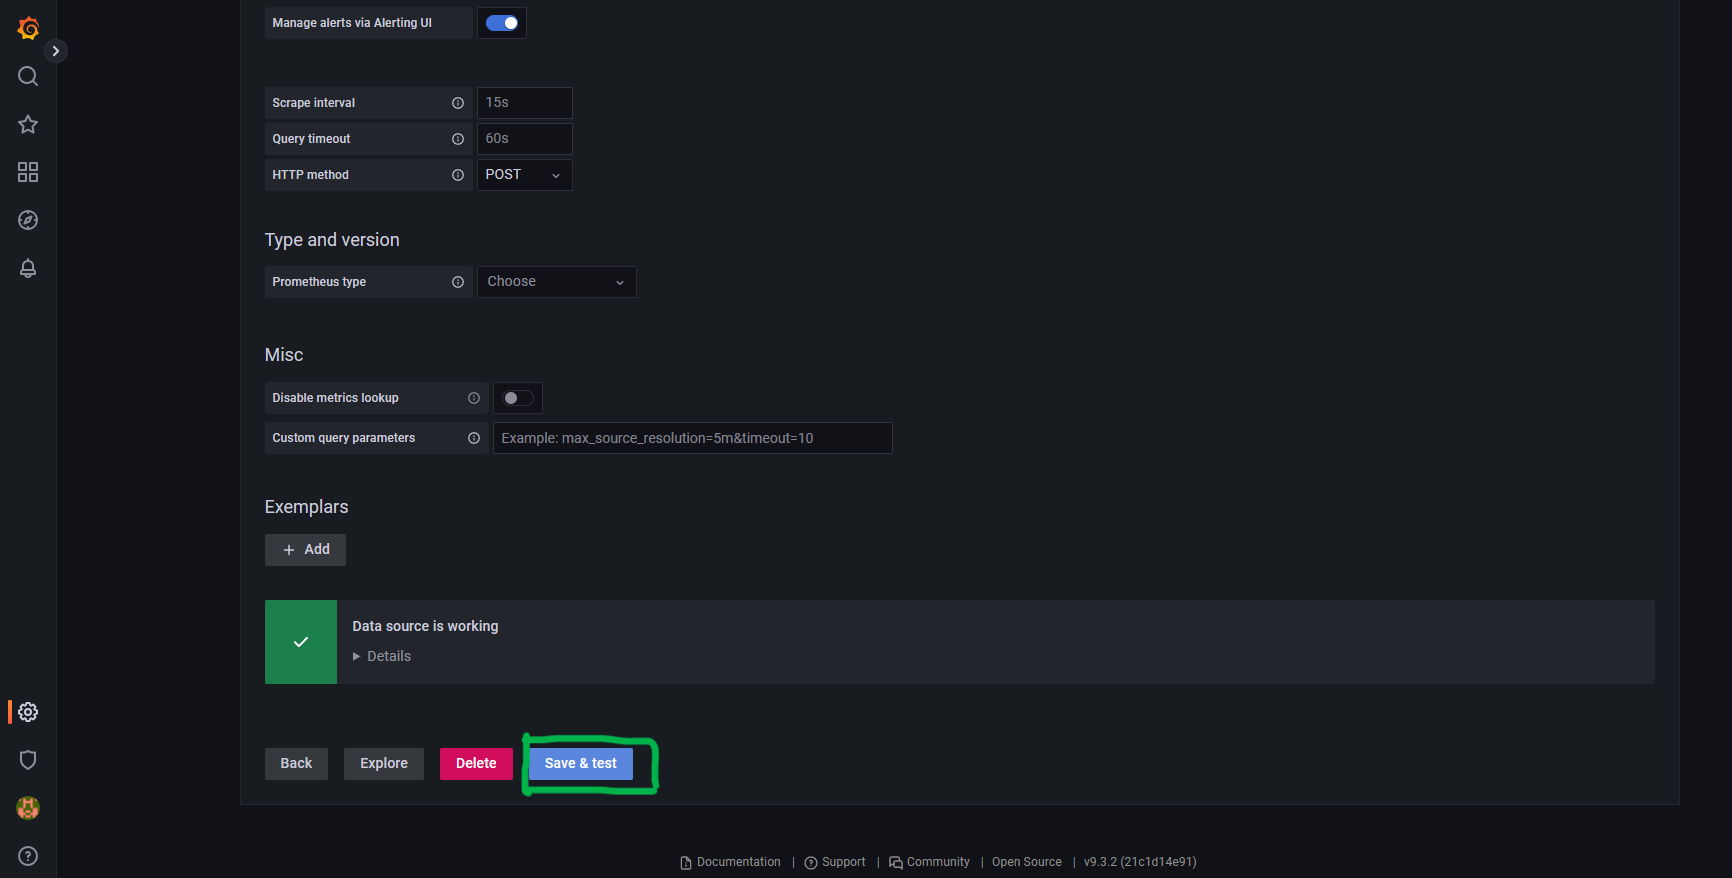 Manage alerts via Alerting UI
Scrape interval 15s
Query timeout 60s
HTTP method POST
Type and version
Prometheus type Choose
Misc
Disable metrics lookup
Custom query parameters Example: max_source_resolution=5m&timeout=10
Exemplars
+ Add
Data source is working
Details
Back Explore Delete Save & test
Documentation | Support | Community | Open Source | v9.3.2 (21c1d14e91)